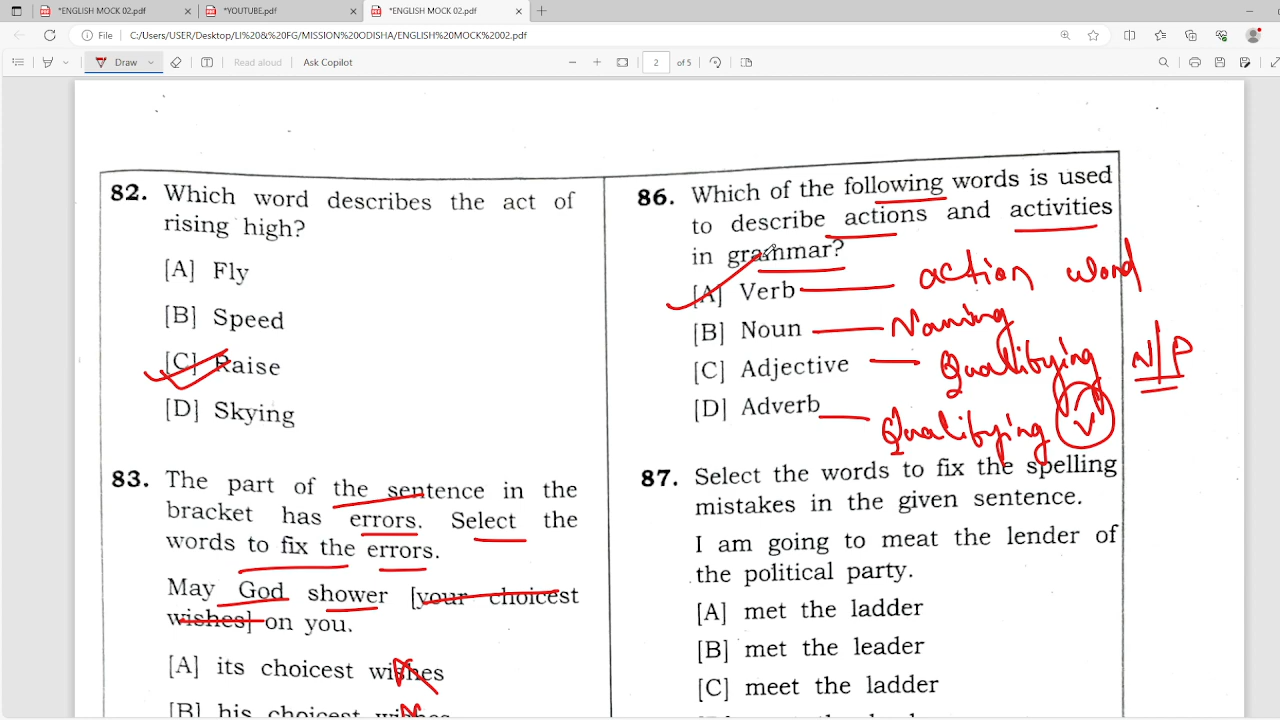 *ENGLISH MOCK 02.pdf
*YOUTUBE.pdf
*ENGLISH MOCK 02.pdf
File
C:/Users/USER/Desktop/LI%20&%20FG/MISSION%20ODISHA/ENGLISH%20MOCK%2002.pdf
Draw
Read aloud
Ask Copilot
2
of 5
82. Which word describes the act of
rising high?
[A] Fly
[B] Speed
[C] Raise
[D] Skying
83. The part of the sentence in the
bracket has errors. Select the
words to fix the errors.
May God shower [your choicest
wishes] on you.
[A] its choicest wishes
[B] his choicest wishes
86. Which of the following words is used
to describe actions and activities
in grammar?
[A] Verb action word
[B] Noun Naming
[C] Adjective Qualifying N/P
[D] Adverb Qualifying V
87. Select the words to fix the spelling
mistakes in the given sentence.
I am going to meat the lender of
the political party.
[A] met the ladder
[B] met the leader
[C] meet the ladder